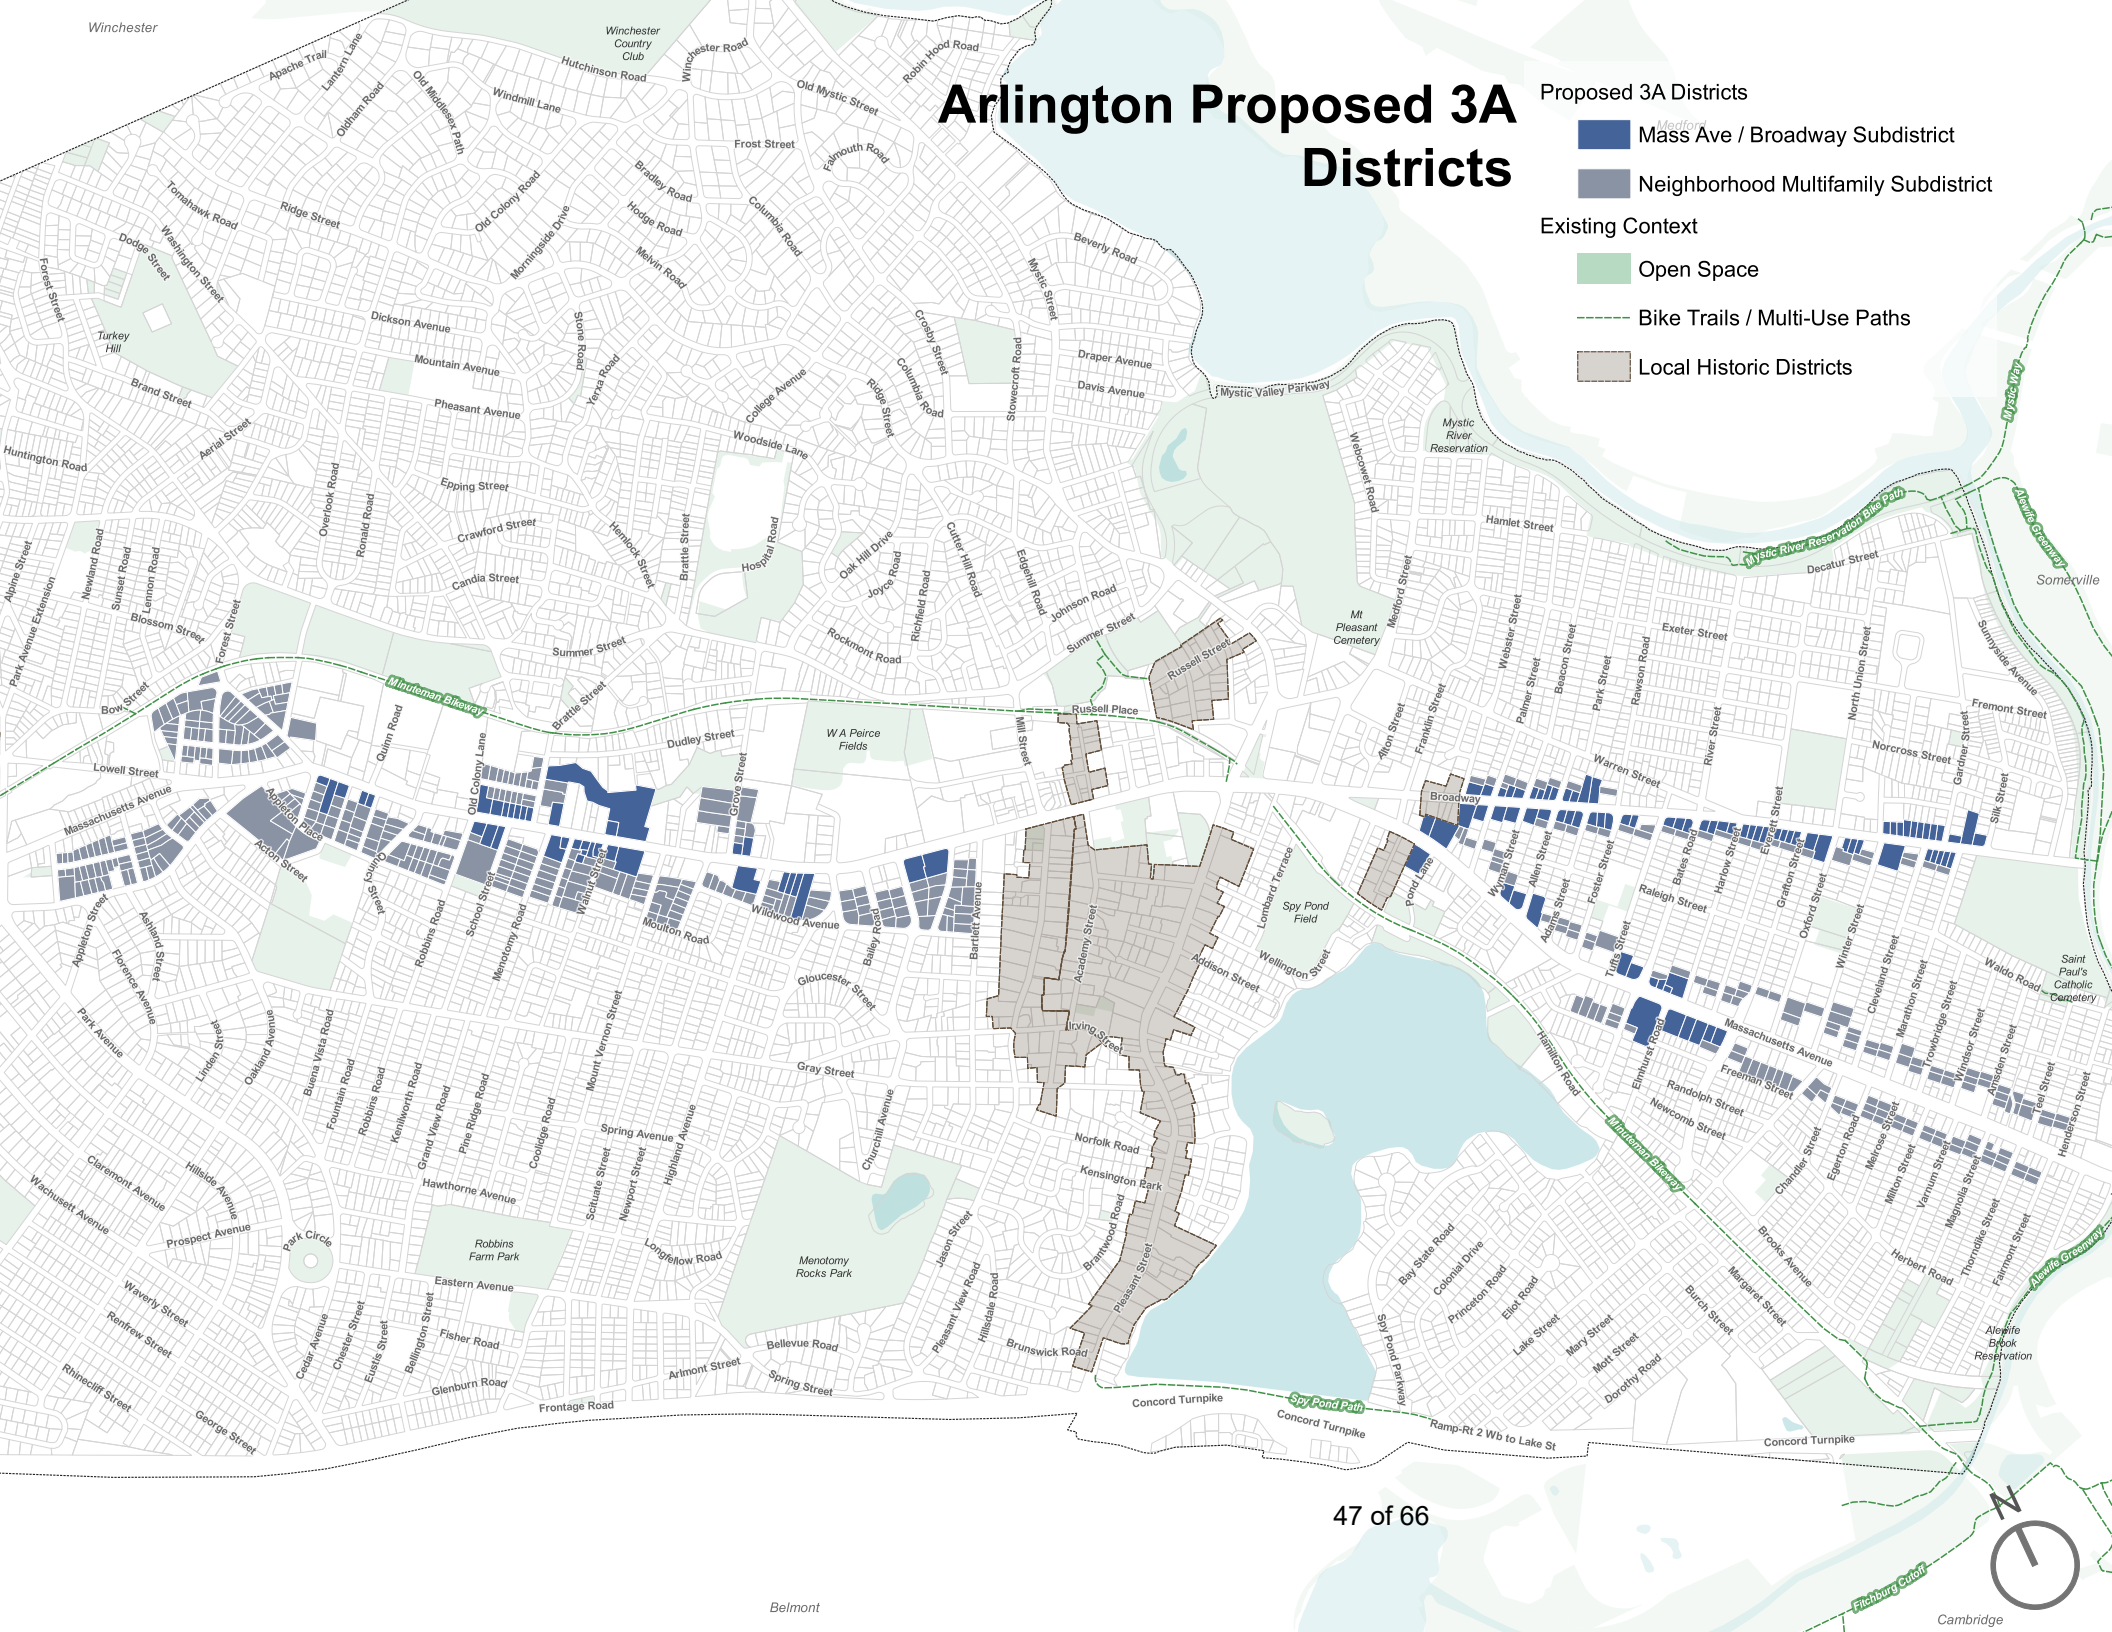 Winchester
Winchester
Country
Club
Apache Trail
Lantern Lane
Oldham Road
Old Middlesex Path
Windmill Lane
Hutchinson Road
Winchester Road
Old Mystic Street
Robin Hood Road
Arlington Proposed 3A
Districts
Proposed 3A Districts
Medford
Mass Ave / Broadway Subdistrict
Neighborhood Multifamily Subdistrict
Existing Context
Open Space
Bike Trails / Multi-Use Paths
Local Historic Districts
Frost Street
Falmouth Road
Bradley Road
Hodge Road
Melvin Road
Columbia Road
Old Colony Road
Morningside Drive
Tomahawk Road
Ridge Street
Dodge Street
Washington Street
Forest Street
Turkey
Hill
Brand Street
Dickson Avenue
Mountain Avenue
Pheasant Avenue
Stone Road
Yerxa Road
College Avenue
Woodside Lane
Ridge Street
Columbia Road
Crosby Street
Stowecroft Road
Mystic Street
Beverly Road
Draper Avenue
Davis Avenue
Mystic Valley Parkway
Mystic
River
Reservation
Webcowet Road
Mystic Way
Alewife Greenway
Mystic River Reservation Bike Path
Somerville
Huntington Road
Aerial Street
Overlook Road
Ronald Road
Epping Street
Crawford Street
Candia Street
Hemlock Street
Brattle Street
Hospital Road
Oak Hill Drive
Joyce Road
Richfield Road
Cutter Hill Road
Edgehill Road
Johnson Road
Summer Street
Rockmont Road
Hamlet Street
Decatur Street
Medford Street
Mt
Pleasant
Cemetery
Webster Street
Beacon Street
Palmer Street
Park Street
Rawson Road
Exeter Street
North Union Street
Sunnyside Avenue
Fremont Street
Alpine Street
Park Avenue Extension
Newland Road
Sunset Road
Lennon Road
Blossom Street
Forest Street
Bow Street
Minuteman Bikeway
Summer Street
Brattle Street
Dudley Street
W A Peirce
Fields
Mill Street
Russell Place
Russell Street
Alton Street
Franklin Street
Broadway
Warren Street
River Street
Norcross Street
Gardner Street
Silk Street
Lowell Street
Massachusetts Avenue
Quinn Road
Old Colony Lane
Grove Street
Appleton Place
Acton Street
Quincy Street
Appleton Street
Ashland Street
Florence Avenue
Park Avenue
Linden Street
Oakland Avenue
Robbins Road
School Street
Menotomy Road
Walnut Street
Moulton Road
Wildwood Avenue
Bailey Road
Bartlett Avenue
Gloucester Street
Academy Street
Irving Street
Addison Street
Lombard Terrace
Spy Pond
Field
Wellington Street
Pond Lane
Wyman Street
Allen Street
Adams Street
Foster Street
Tufts Street
Raleigh Street
Bates Road
Harlow Street
Everett Street
Grafton Street
Oxford Street
Winter Street
Cleveland Street
Marathon Street
Trowbridge Street
Windsor Street
Amsden Street
Teel Street
Henderson Street
Waldo Road
Saint
Paul's
Catholic
Cemetery
Massachusetts Avenue
Hamilton Road
Elmhurst Road
Freeman Street
Randolph Street
Newcomb Street
Minuteman Bikeway
Chandler Street
Egerton Road
Melrose Street
Milton Street
Varnum Street
Magnolia Street
Thorndike Street
Fairmont Street
Herbert Road
Brooks Avenue
Margaret Street
Burch Street
Alewife Greenway
Alewife
Brook
Reservation
Buena Vista Road
Fountain Road
Robbins Road
Kenilworth Road
Grand View Road
Pine Ridge Road
Coolidge Road
Mount Vernon Street
Spring Avenue
Scituate Street
Newport Street
Highland Avenue
Gray Street
Churchill Avenue
Norfolk Road
Kensington Park
Brantwood Road
Pleasant Street
Jason Street
Pleasant View Road
Hillsdale Road
Brunswick Road
Menotomy
Rocks Park
Bellevue Road
Arlmont Street
Spring Street
Longfellow Road
Hawthorne Avenue
Robbins
Farm Park
Eastern Avenue
Fisher Road
Glenburn Road
Frontage Road
Park Circle
Hillside Avenue
Claremont Avenue
Wachusett Avenue
Prospect Avenue
Waverly Street
Renfrew Street
Rhinecliff Street
George Street
Cedar Avenue
Chester Street
Eustis Street
Bellington Street
Bay State Road
Colonial Drive
Princeton Road
Eliot Road
Lake Street
Mary Street
Mott Street
Dorothy Road
Spy Pond Parkway
Spy Pond Path
Concord Turnpike
Concord Turnpike
Ramp-Rt 2 Wb to Lake St
Concord Turnpike
47 of 66
Belmont
Fitchburg Cutoff
Cambridge
N